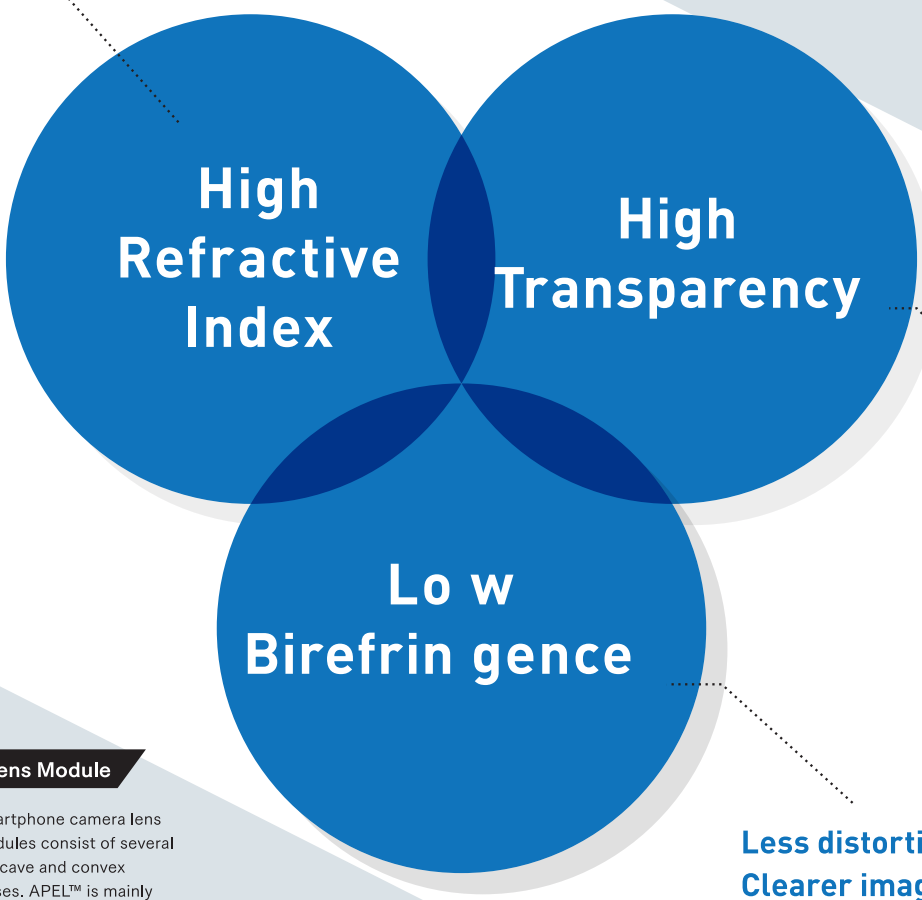 High
Refractive
Index
High
Transparency
Lo w
Birefrin gence
ens Module
artphone camera lens
dules consist of several
cave and convex
ses. APEL™ is mainly
Less distorti
Clearer imag